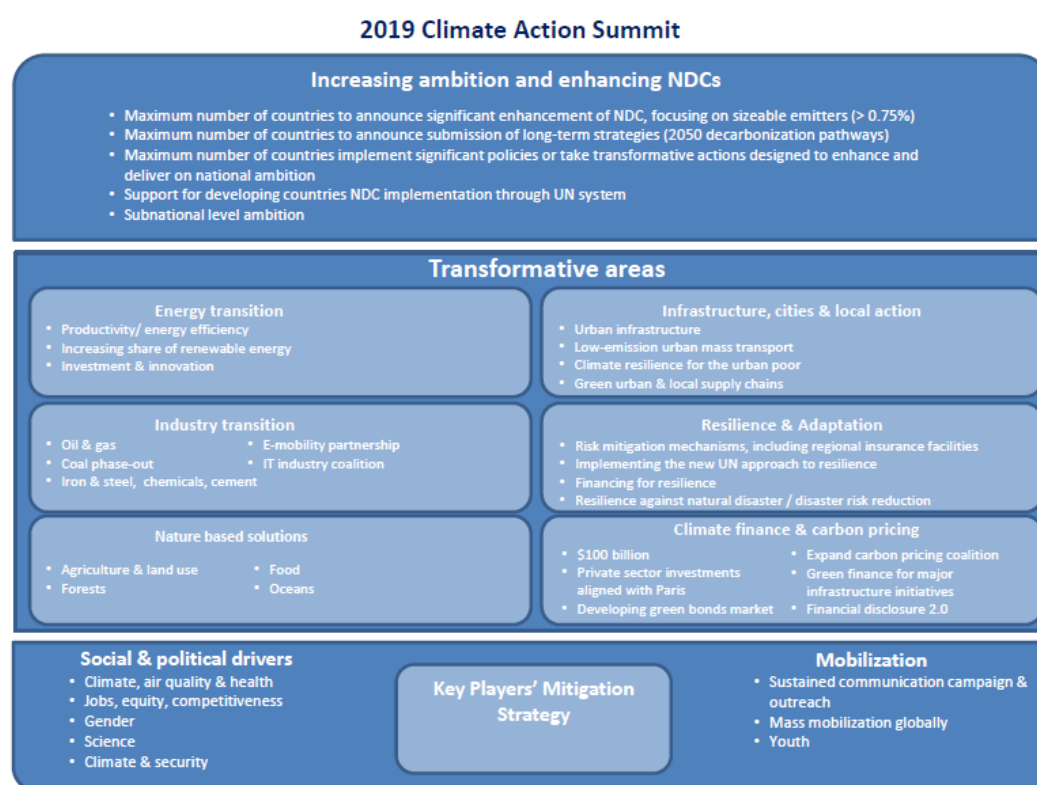 2019 Climate Action Summit
Increasing ambition and enhancing NDCs
• Maximum number of countries to announce significant enhancement of NDC, focusing on sizeable emitters (> 0.75%)
• Maximum number of countries to announce submission of long-term strategies (2050 decarbonization pathways)
• Maximum number of countries implement significant policies or take transformative actions designed to enhance and
deliver on national ambition
• Support for developing countries NDC implementation through UN system
• Subnational level ambition
Transformative areas
Energy transition
• Productivity/ energy efficiency
• Increasing share of renewable energy
• Investment & innovation
Infrastructure, cities & local action
• Urban infrastructure
• Low-emission urban mass transport
• Climate resilience for the urban poor
• Green urban & local supply chains
Industry transition
• Oil & gas
• Coal phase-out
• Iron & steel, chemicals, cement
• E-mobility partnership
• IT industry coalition
Resilience & Adaptation
• Risk mitigation mechanisms, including regional insurance facilities
• Implementing the new UN approach to resilience
• Financing for resilience
• Resilience against natural disaster / disaster risk reduction
Nature based solutions
• Agriculture & land use
• Forests
• Food
• Oceans
Climate finance & carbon pricing
• $100 billion
• Private sector investments
aligned with Paris
• Developing green bonds market
• Expand carbon pricing coalition
• Green finance for major
infrastructure initiatives
• Financial disclosure 2.0
Social & political drivers
• Climate, air quality & health
• Jobs, equity, competitiveness
• Gender
• Science
• Climate & security
Key Players' Mitigation
Strategy
Mobilization
• Sustained communication campaign &
outreach
• Mass mobilization globally
• Youth